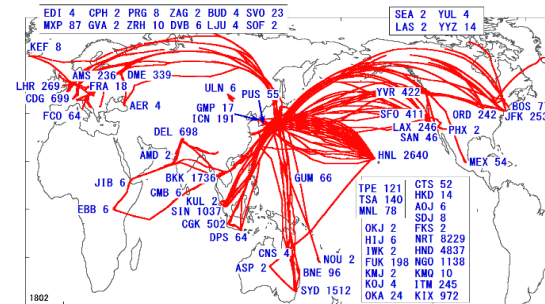 EDI 4 CPH 2 PRG 8 ZAG 2 BUD 4 SVO 23
MXP 87 GVA 2 ZRH 10 DVB 6 LJU 4 SOF 2
SEA 2 YUL 4
LAS 2 YYZ 14
KEF 8
AMS 236
DME 339
LHR 269
FRA 18
CDG 699
AER 4
FCO 64
ULN 6
PUS 55
GMP 17
ICN 191
YVR 422
SFO 411
ORD 242
BOS 77
JFK 253
LAX 246
PHX 2
SAN 46
MEX 54
DEL 698
AMD 2
HNL 2640
BKK 1736
GUM 66
JIB 6
CMB 6
KUL 2
EBB 6
SIN 1037
CGK 502
DPS 64
CNS 4
ASP 2
NOU 2
BNE 96
SYD 1512
TPE 121
TSA 140
MNL 78
OKJ 2
HIJ 6
IWK 2
FUK 198
KMJ 2
KOJ 4
OKA 24
CTS 52
HKD 14
AOJ 6
SDJ 8
FKS 2
NRT 8229
HND 4837
NGO 1138
KMQ 10
ITM 245
KIX 972
1802